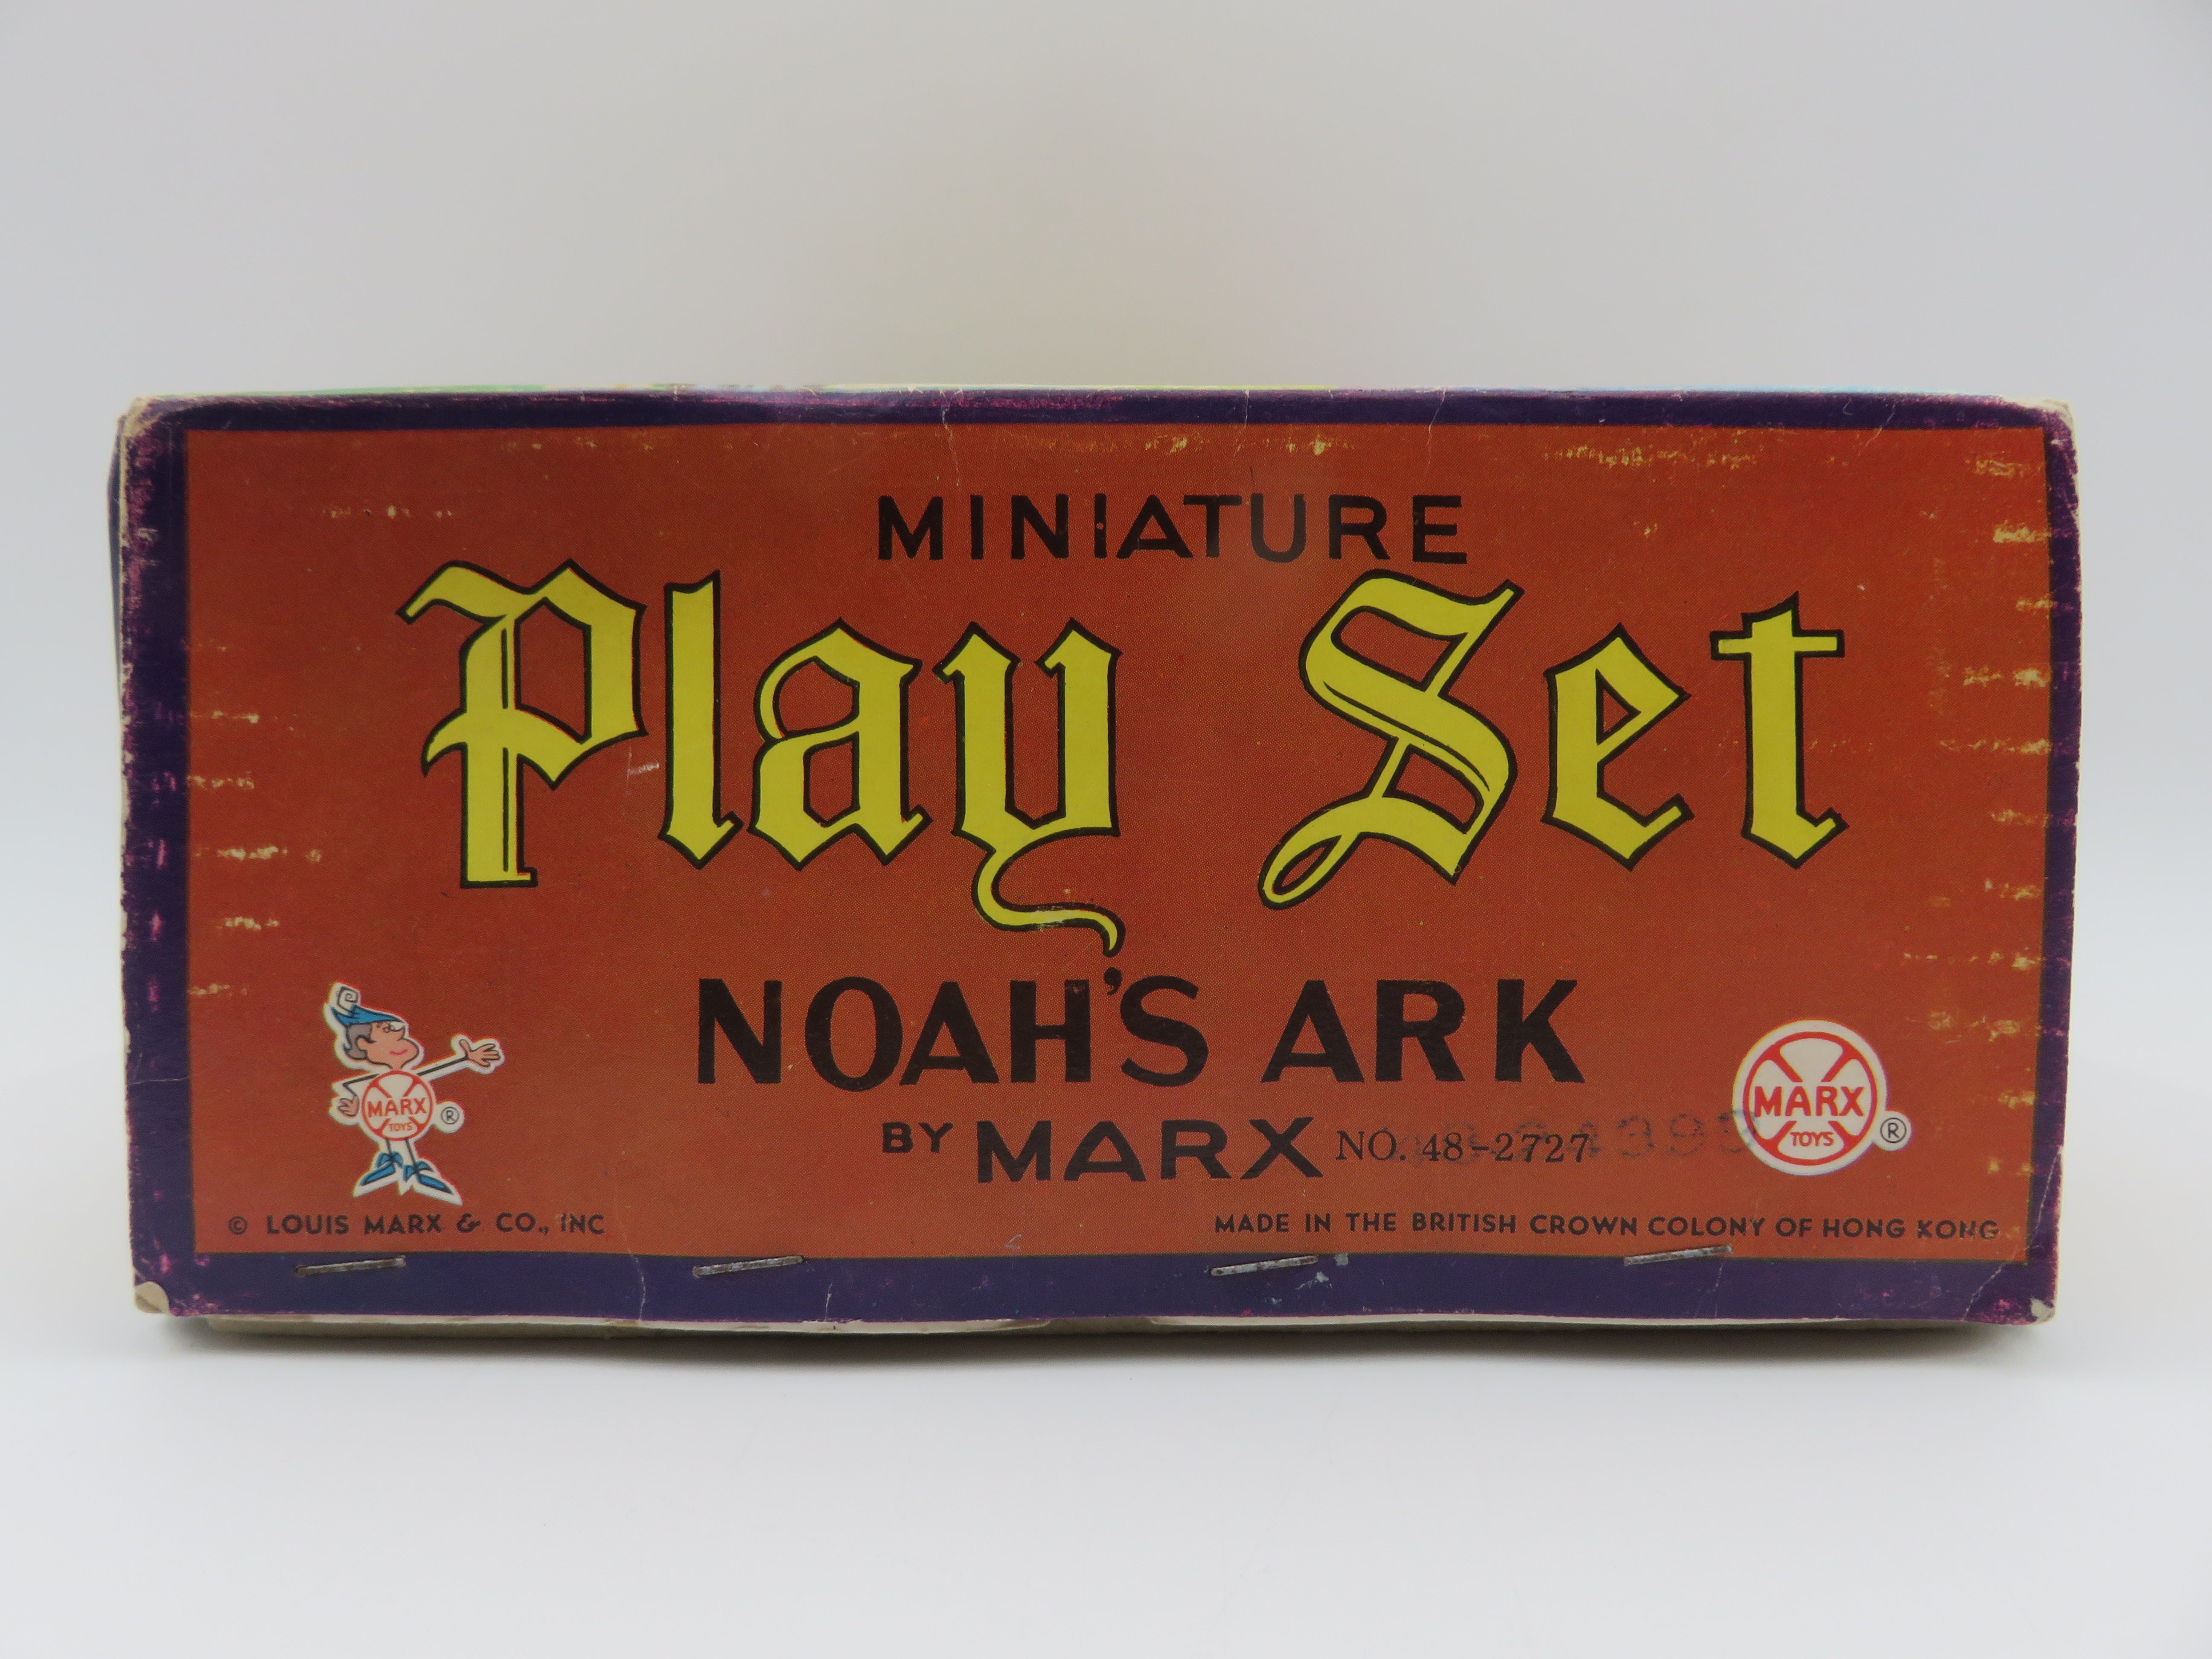 MINIATURE
Play Set
NOAH'S ARK
BY MARX NO. 48-2727
MARX
TOYS
®
MARX
TOYS
®
© LOUIS MARX & CO., INC
MADE IN THE BRITISH CROWN COLONY OF HONG KONG